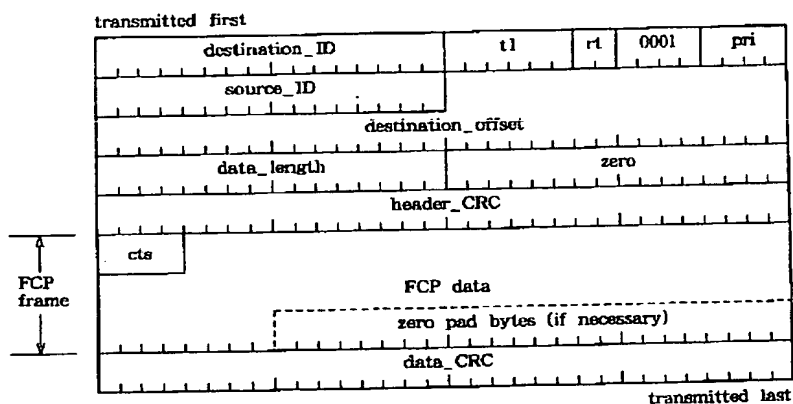 transmitted first
destination_ID tl rt 0001 pri
source_ID
destination_offset
data_length zero
header_CRC
cts
FCP
frame
FCP data
zero pad bytes (if necessary)
data_CRC
transmitted last